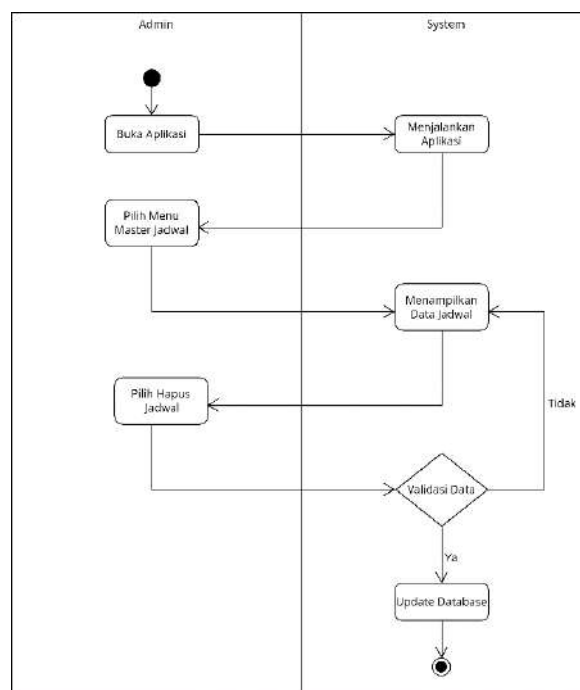 Admin
System
Buka Aplikasi
Menjalankan
Aplikasi
Pilih Menu
Master Jadwal
Menampilkan
Data Jadwal
Pilih Hapus
Jadwal
Tidak
Validasi Data
Ya
Update Database